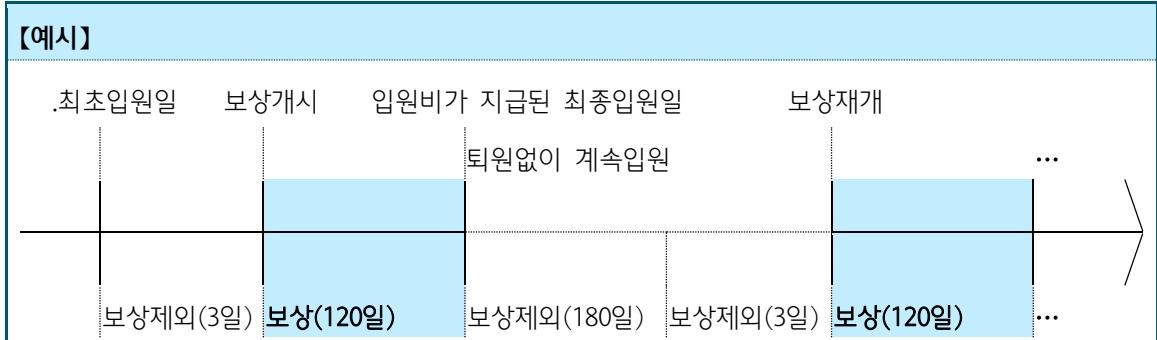 【예시】
.최초입원일 보상개시 입원비가 지급된 최종입원일 보상재개
퇴원없이 계속입원 …
보상제외(3일) 보상(120일) 보상제외(180일) 보상제외(3일) 보상(120일) …